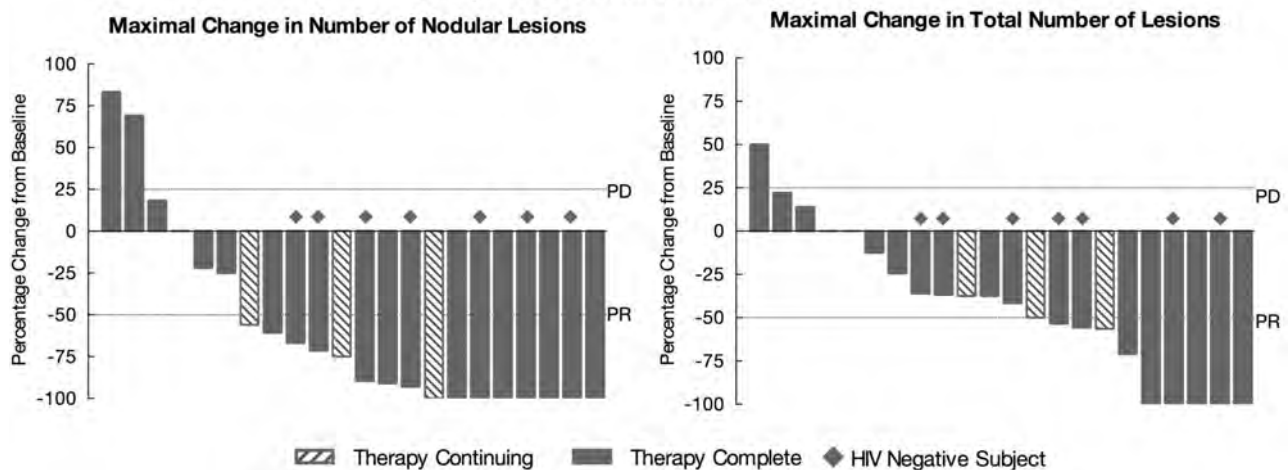 Maximal Change in Number of Nodular Lesions
Percentage Change from Baseline
100
75
50
25
0
-25
-50
-75
-100
PD
PR
Maximal Change in Total Number of Lesions
Percentage Change from Baseline
100
75
50
25
0
-25
-50
-75
-100
PD
PR
Therapy Continuing
Therapy Complete
HIV Negative Subject